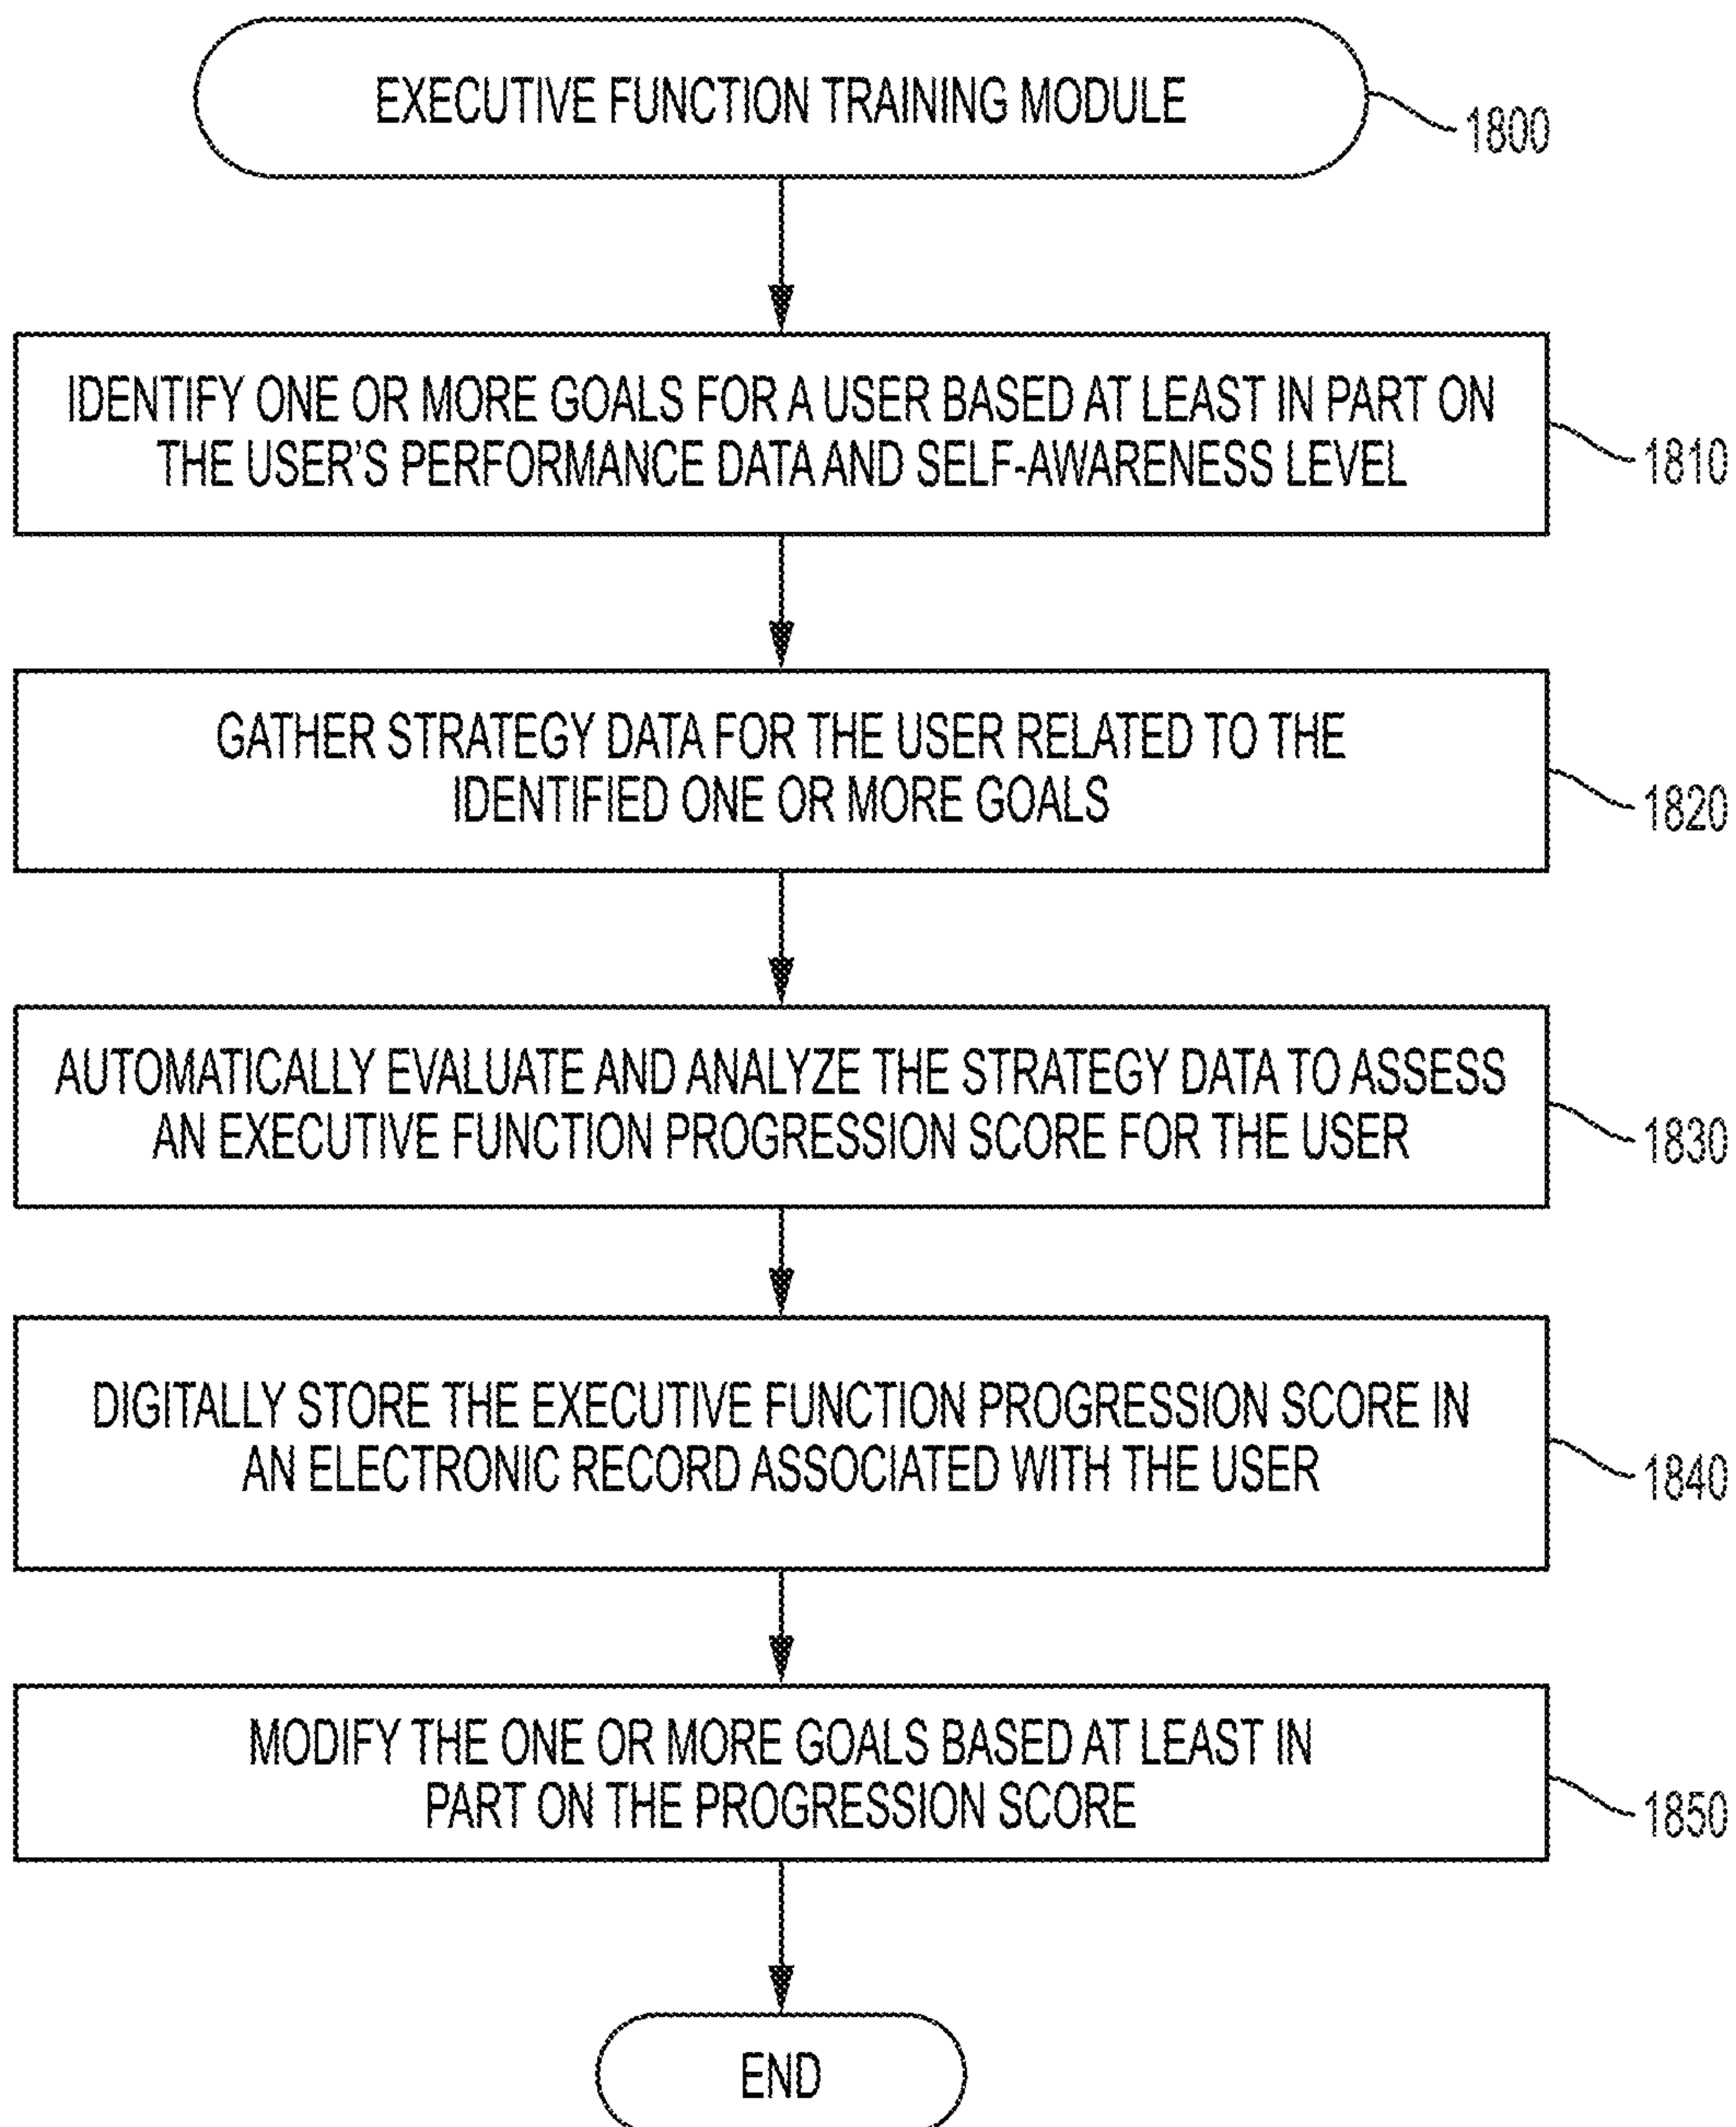 EXECUTIVE FUNCTION TRAINING MODULE
1800
IDENTIFY ONE OR MORE GOALS FOR A USER BASED AT LEAST IN PART ON
THE USER'S PERFORMANCE DATA AND SELF-AWARENESS LEVEL
1810
GATHER STRATEGY DATA FOR THE USER RELATED TO THE
IDENTIFIED ONE OR MORE GOALS
1820
AUTOMATICALLY EVALUATE AND ANALYZE THE STRATEGY DATA TO ASSESS
AN EXECUTIVE FUNCTION PROGRESSION SCORE FOR THE USER
1830
DIGITALLY STORE THE EXECUTIVE FUNCTION PROGRESSION SCORE IN
AN ELECTRONIC RECORD ASSOCIATED WITH THE USER
1840
MODIFY THE ONE OR MORE GOALS BASED AT LEAST IN
PART ON THE PROGRESSION SCORE
1850
END